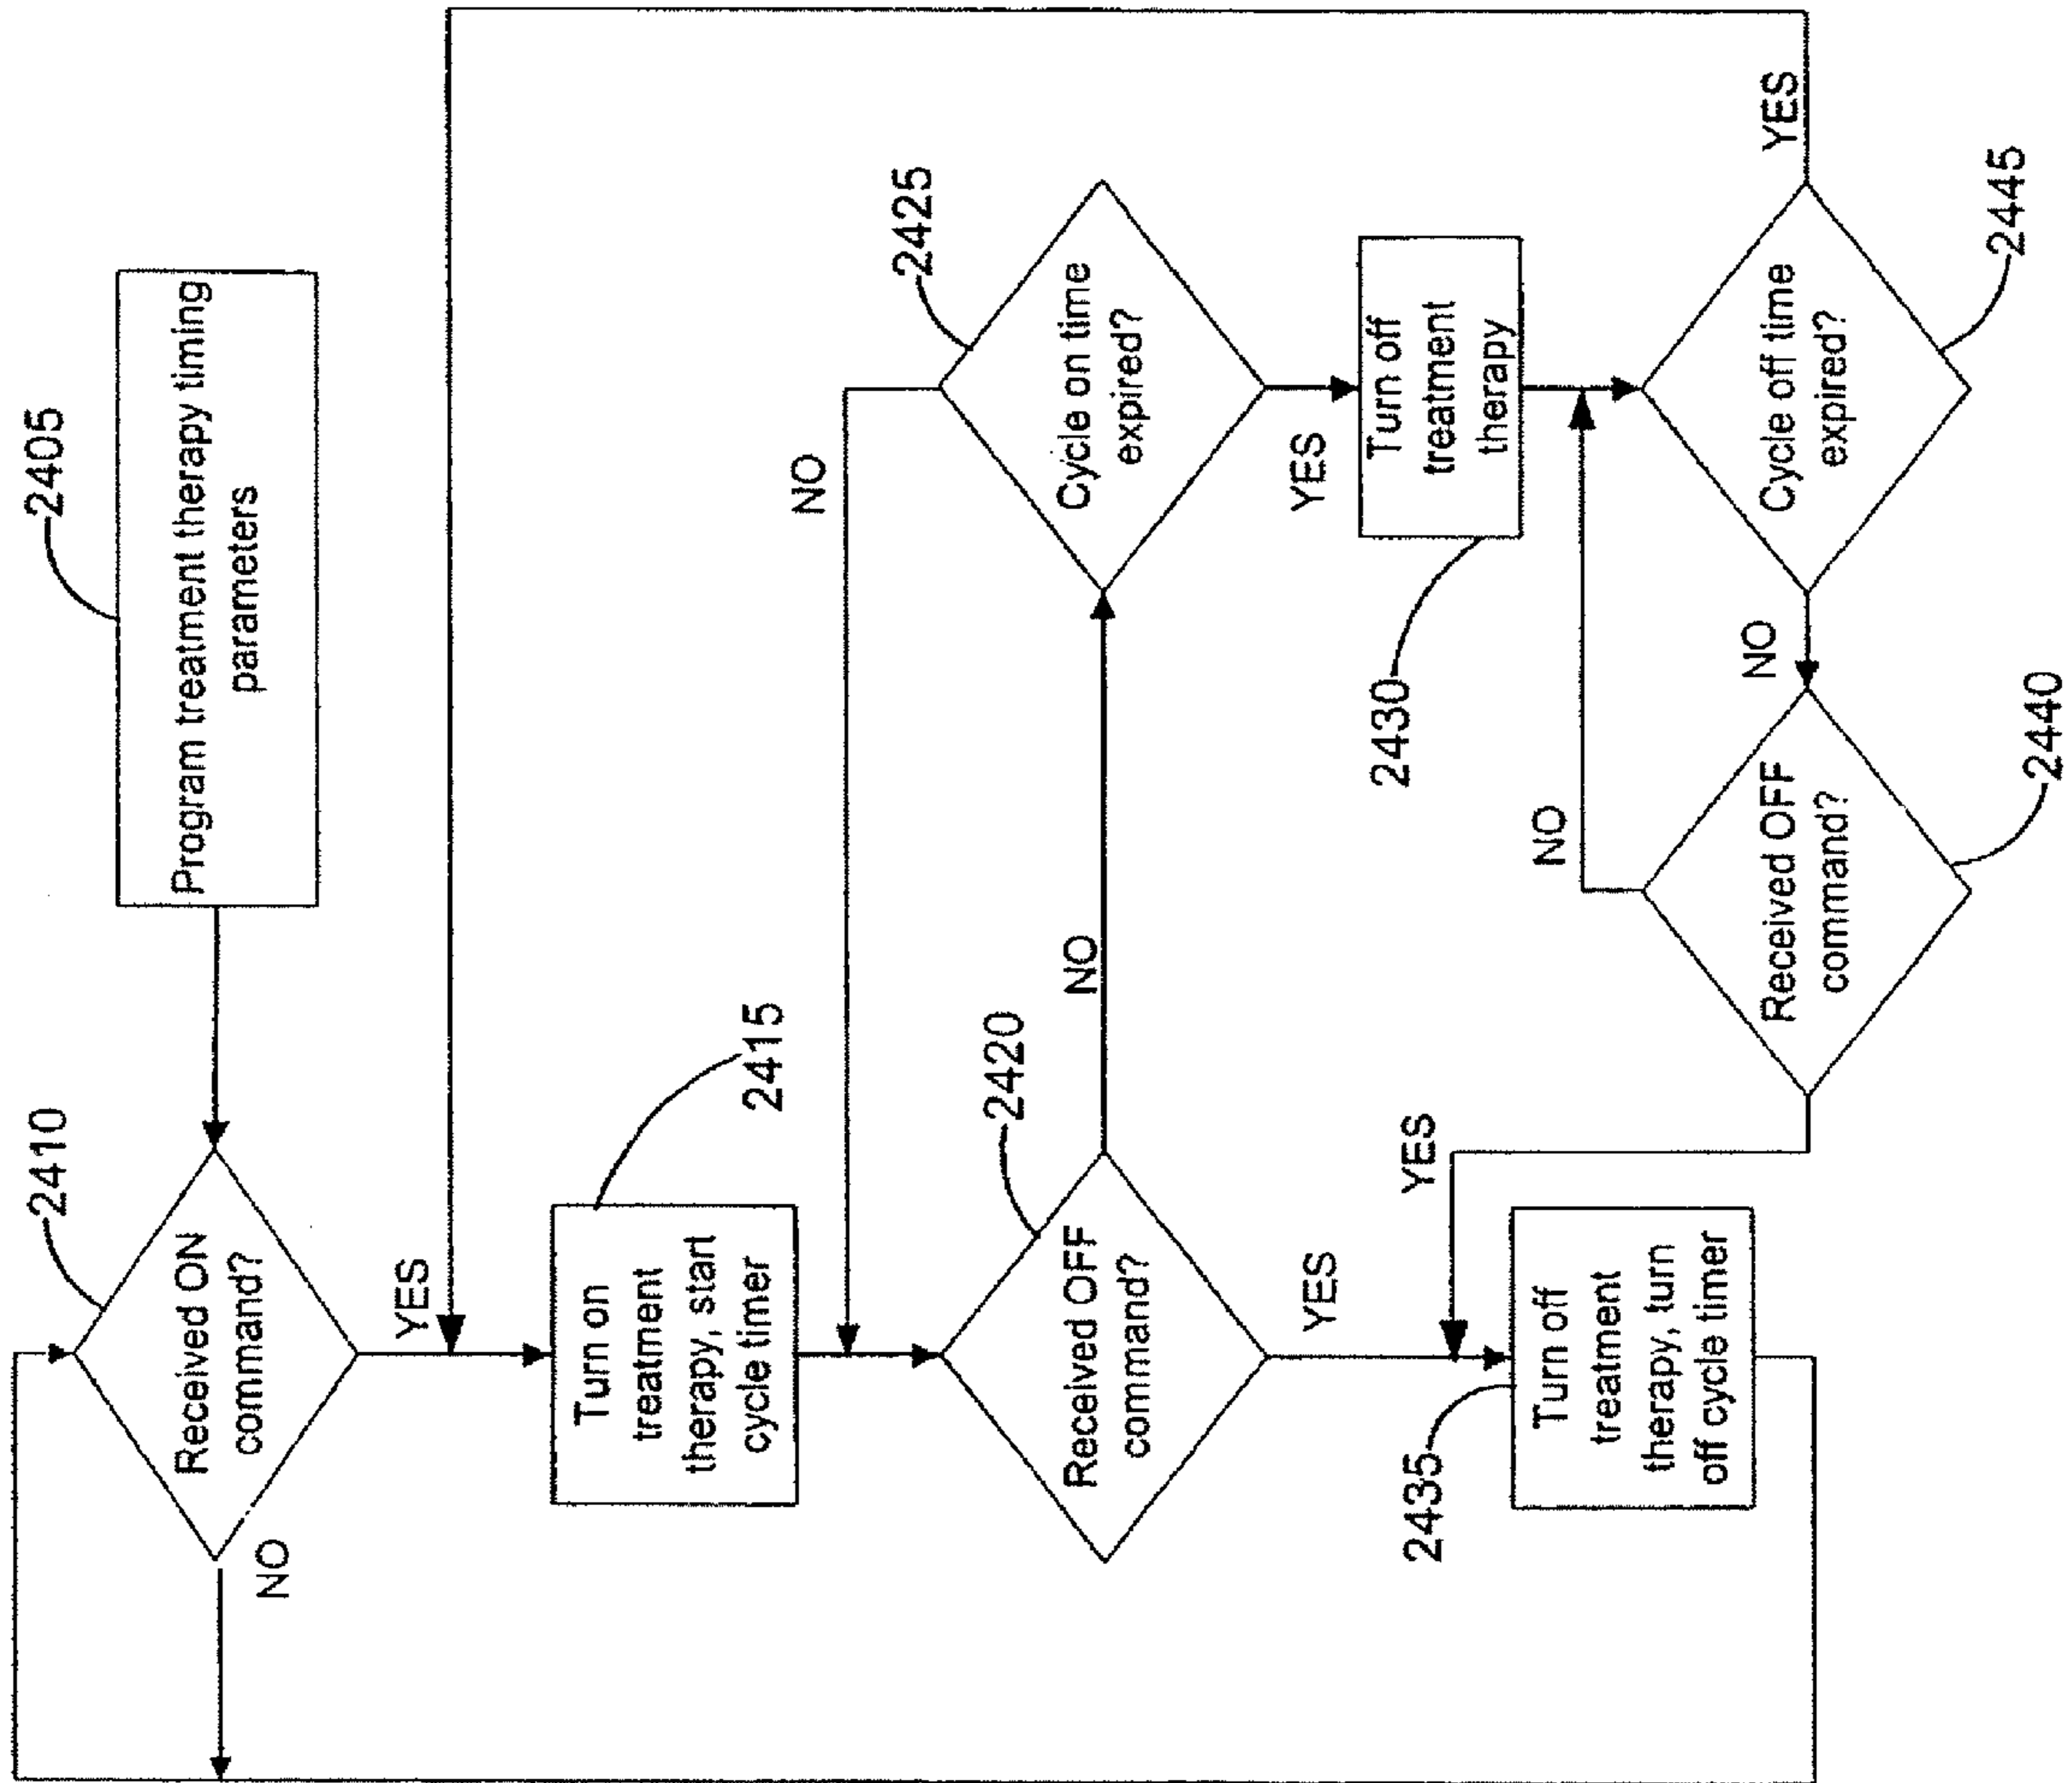 2405
Program treatment therapy timing
parameters
2410
Received ON
command?
NO
YES
2415
Turn on
treatment
therapy, start
cycle timer
2420
Received OFF
command?
NO
YES
2425
Cycle on time
expired?
NO
YES
2430
Turn off
treatment
therapy
2435
Turn off
treatment
therapy, turn
off cycle timer
2440
Received OFF
command?
NO
YES
2445
Cycle off time
expired?
NO
YES